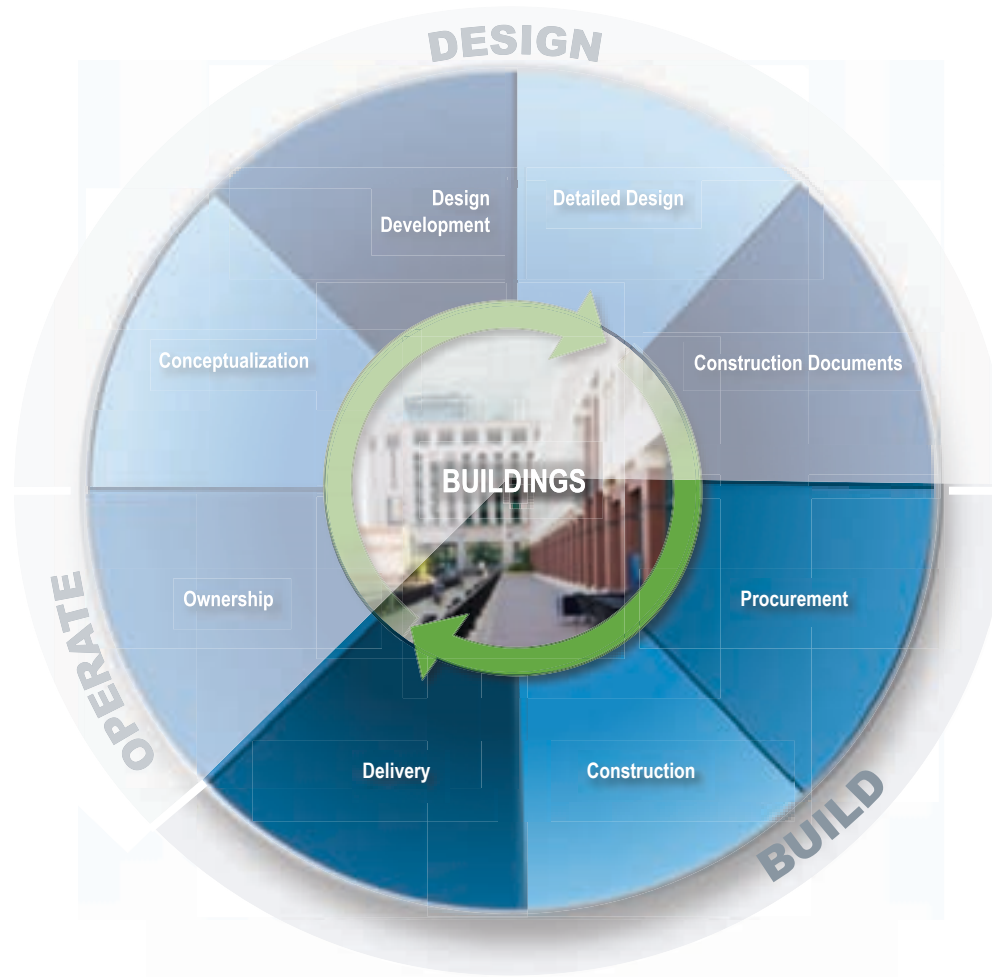 DESIGN
Design
Development
Detailed Design
Conceptualization
Construction Documents
BUILDINGS
OPERATE
Ownership
Procurement
Delivery
Construction
BUILD